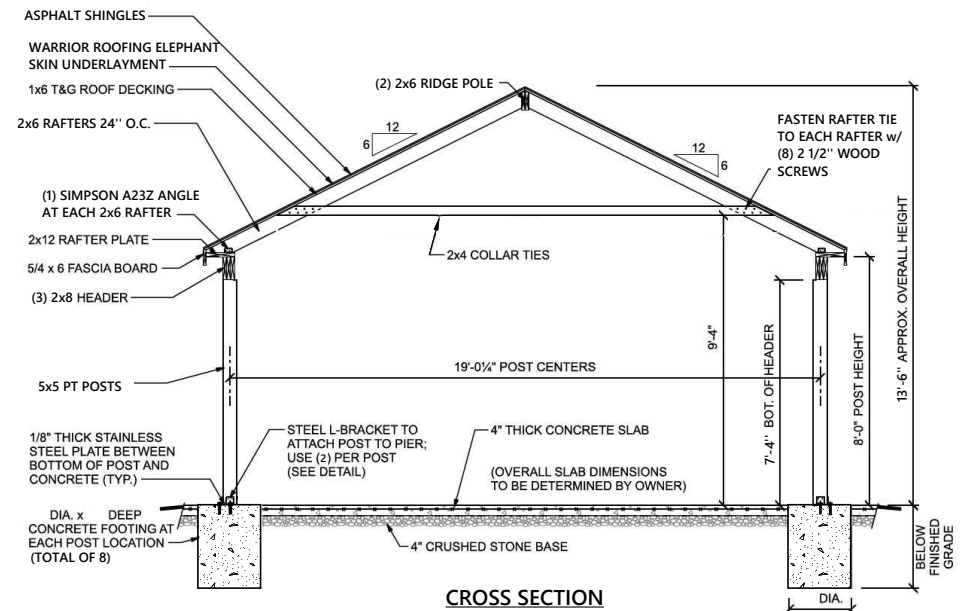 ASPHALT SHINGLES
WARRIOR ROOFING ELEPHANT
SKIN UNDERLAYMENT
1x6 T&G ROOF DECKING
2x6 RAFTERS 24'' O.C.
(1) SIMPSON A23Z ANGLE
AT EACH 2x6 RAFTER
2x12 RAFTER PLATE
5/4 x 6 FASCIA BOARD
(3) 2x8 HEADER
5x5 PT POSTS
1/8" THICK STAINLESS
STEEL PLATE BETWEEN
BOTTOM OF POST AND
CONCRETE (TYP.)
DIA. x DEEP
CONCRETE FOOTING AT
EACH POST LOCATION
(TOTAL OF 8)
(2) 2x6 RIDGE POLE
12
6
12
6
FASTEN RAFTER TIE
TO EACH RAFTER w/
(8) 2 1/2'' WOOD
SCREWS
2x4 COLLAR TIES
19'-0¼" POST CENTERS
9'-4"
7'-4" BOT. OF HEADER
8'-0" POST HEIGHT
13'-6" APPROX. OVERALL HEIGHT
STEEL L-BRACKET TO
ATTACH POST TO PIER;
USE (2) PER POST
(SEE DETAIL)
4" THICK CONCRETE SLAB
(OVERALL SLAB DIMENSIONS
TO BE DETERMINED BY OWNER)
4" CRUSHED STONE BASE
BELOW
FINISHED
GRADE
DIA.
CROSS SECTION